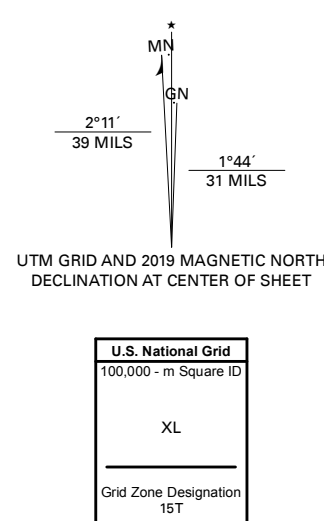 ★
MN
GN
2°11´
39 MILS
1°44´
31 MILS
UTM GRID AND 2019 MAGNETIC NORTH
DECLINATION AT CENTER OF SHEET
U.S. National Grid
100,000 - m Square ID
XL
Grid Zone Designation
15T